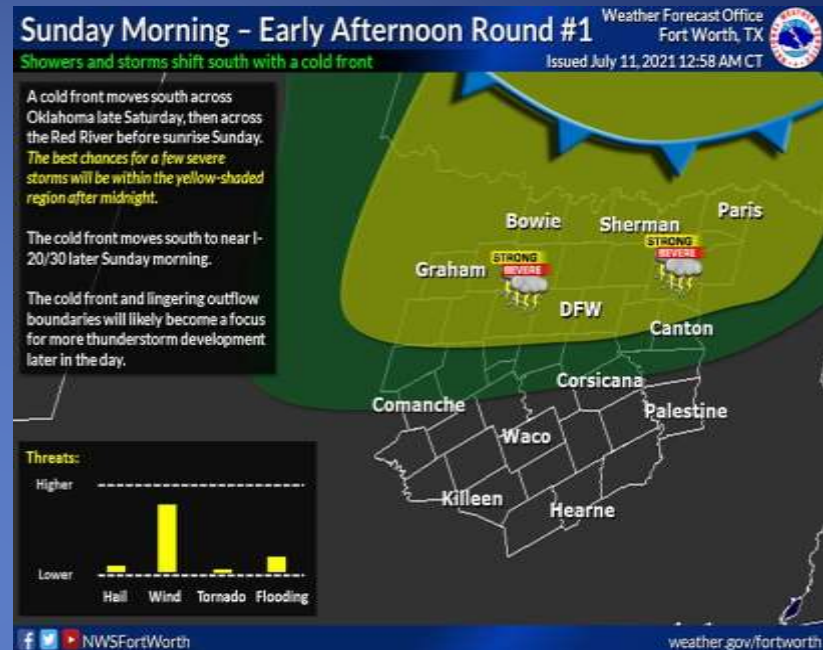 Sunday Morning – Early Afternoon Round #1
Weather Forecast Office
Fort Worth, TX
Showers and storms shift south with a cold front
Issued July 11, 2021 12:58 AM CT
A cold front moves south across
Oklahoma late Saturday, then across
the Red River before sunrise Sunday.
The best chances for a few severe
storms will be within the yellow-shaded
region after midnight.
The cold front moves south to near I-
20/30 later Sunday morning.
The cold front and lingering outflow
boundaries will likely become a focus
for more thunderstorm development
later in the day.
Bowie
Sherman
Paris
Graham
STRONG
SEVERE
STRONG
SEVERE
DFW
Canton
Corsicana
Comanche
Palestine
Waco
Killeen
Hearne
Threats:
Higher
Lower
Hail Wind Tornado Flooding
NWSFortWorth
weather.gov/fortworth